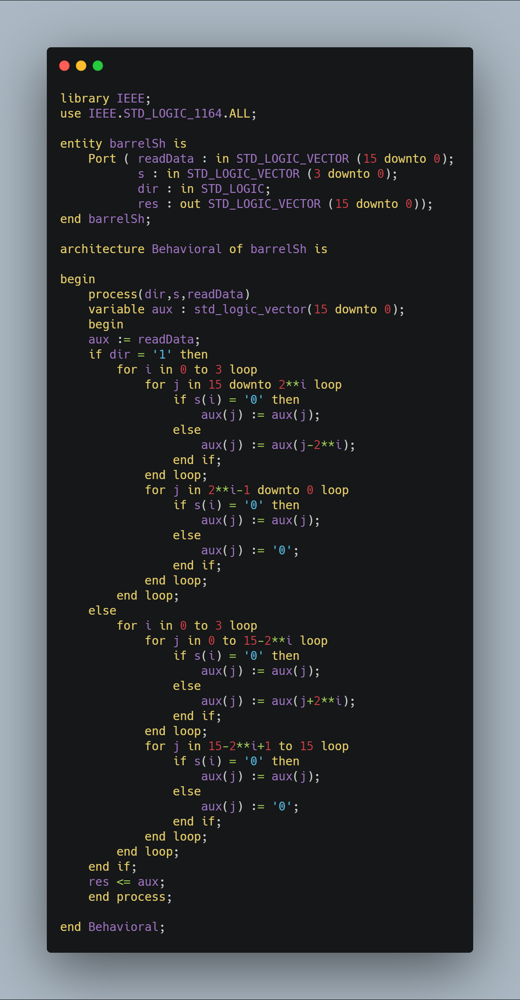 library IEEE;
use IEEE.STD_LOGIC_1164.ALL;

entity barrelSh is
    Port ( readData : in STD_LOGIC_VECTOR (15 downto 0);
           s : in STD_LOGIC_VECTOR (3 downto 0);
           dir : in STD_LOGIC;
           res : out STD_LOGIC_VECTOR (15 downto 0));
end barrelSh;

architecture Behavioral of barrelSh is

begin
    process(dir,s,readData)
    variable aux : std_logic_vector(15 downto 0);
    begin
    aux := readData;
    if dir = '1' then
        for i in 0 to 3 loop
            for j in 15 downto 2**i loop
                if s(i) = '0' then
                    aux(j) := aux(j);
                else
                    aux(j) := aux(j-2**i);
                end if;
            end loop;
            for j in 2**i-1 downto 0 loop
                if s(i) = '0' then
                    aux(j) := aux(j);
                else
                    aux(j) := '0';
                end if;
            end loop;
        end loop;
    else
        for i in 0 to 3 loop
            for j in 0 to 15-2**i loop
                if s(i) = '0' then
                    aux(j) := aux(j);
                else
                    aux(j) := aux(j+2**i);
                end if;
            end loop;
            for j in 15-2**i+1 to 15 loop
                if s(i) = '0' then
                    aux(j) := aux(j);
                else
                    aux(j) := '0';
                end if;
            end loop;
        end loop;
    end if;
    res <= aux;
    end process;

end Behavioral;